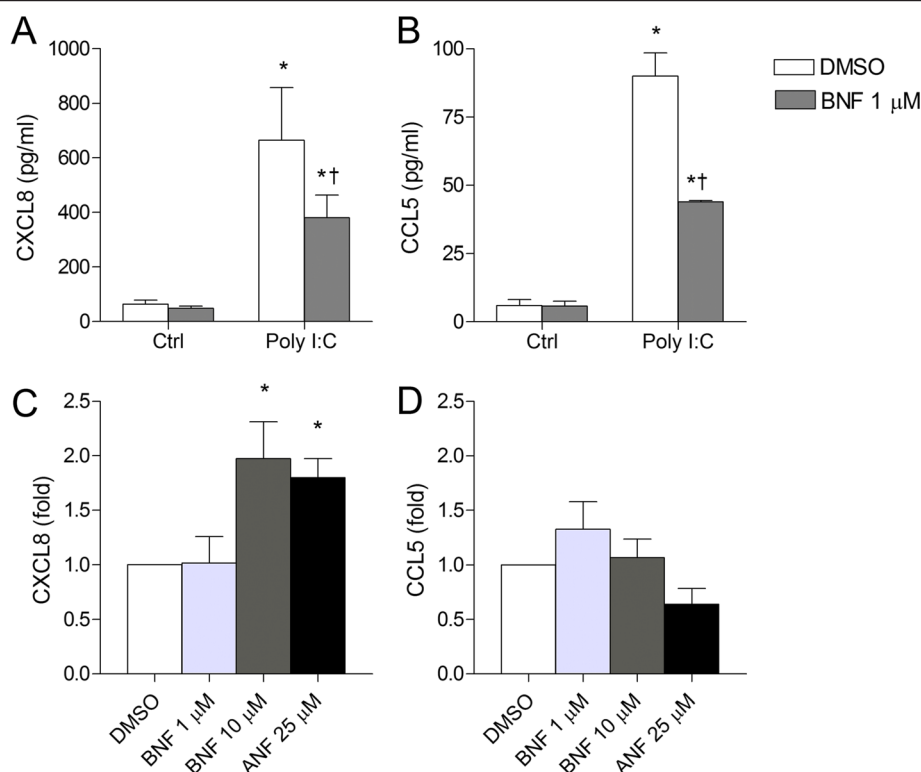 A
CXCL8 (pg/ml)
1000
800
600
400
200
0
*
*†
Ctrl
Poly I:C
B
CCL5 (pg/ml)
100
75
50
25
0
*
*†
Ctrl
Poly I:C
DMSO
BNF 1 μM
C
CXCL8 (fold)
2.5
2.0
1.5
1.0
0.5
0.0
*
*
DMSO
BNF 1 μM
BNF 10 μM
ANF 25 μM
D
CCL5 (fold)
2.5
2.0
1.5
1.0
0.5
0.0
DMSO
BNF 1 μM
BNF 10 μM
ANF 25 μM